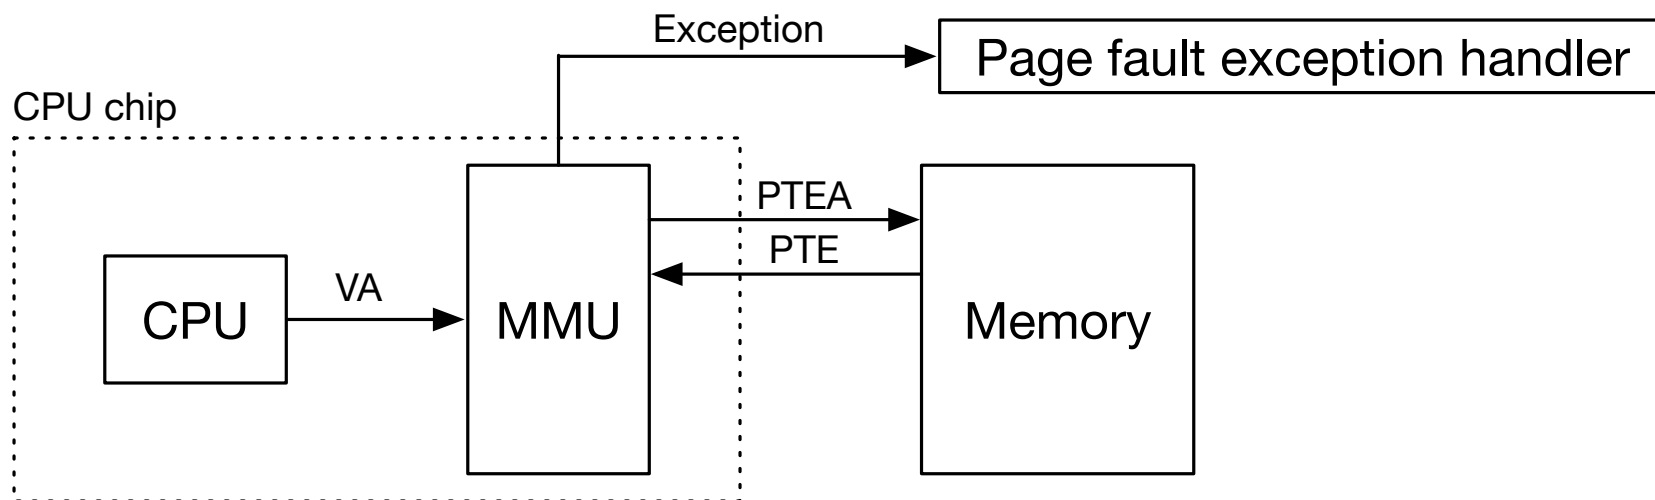 Exception
Page fault exception handler
CPU chip
PTEA
PTE
VA
CPU
MMU
Memory